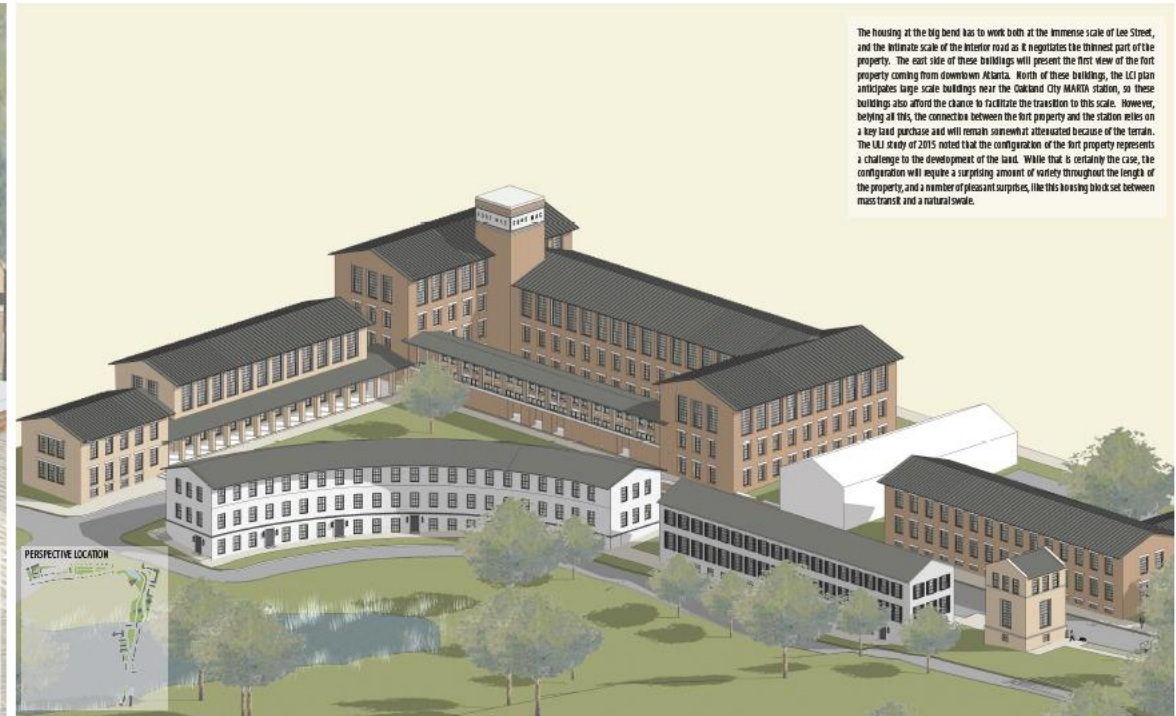 The housing at the big bend has to work both at the immense scale of Lee Street,
and the intimate scale of the interior road as it negotiates the thinnest part of the
property. The east side of these buildings will present the first view of the fort
property coming from downtown Atlanta. North of these buildings, the LCI plan
anticipates large scale buildings near the Oakland City MARTA station, so these
buildings also afford the chance to facilitate the transition to this scale. However,
belying all this, the connection between the fort property and the station relies on
a key land purchase and will remain somewhat attenuated because of the terrain.
The ULI study of 2015 noted that the configuration of the fort property represents
a challenge to the development of the land. While that is certainly the case, the
configuration will require a surprising amount of variety throughout the length of
the property, and a number of pleasant surprises, like this housing block set between
mass transit and a natural swale.
FORT MAC FORT MAC
PERSPECTIVE LOCATION